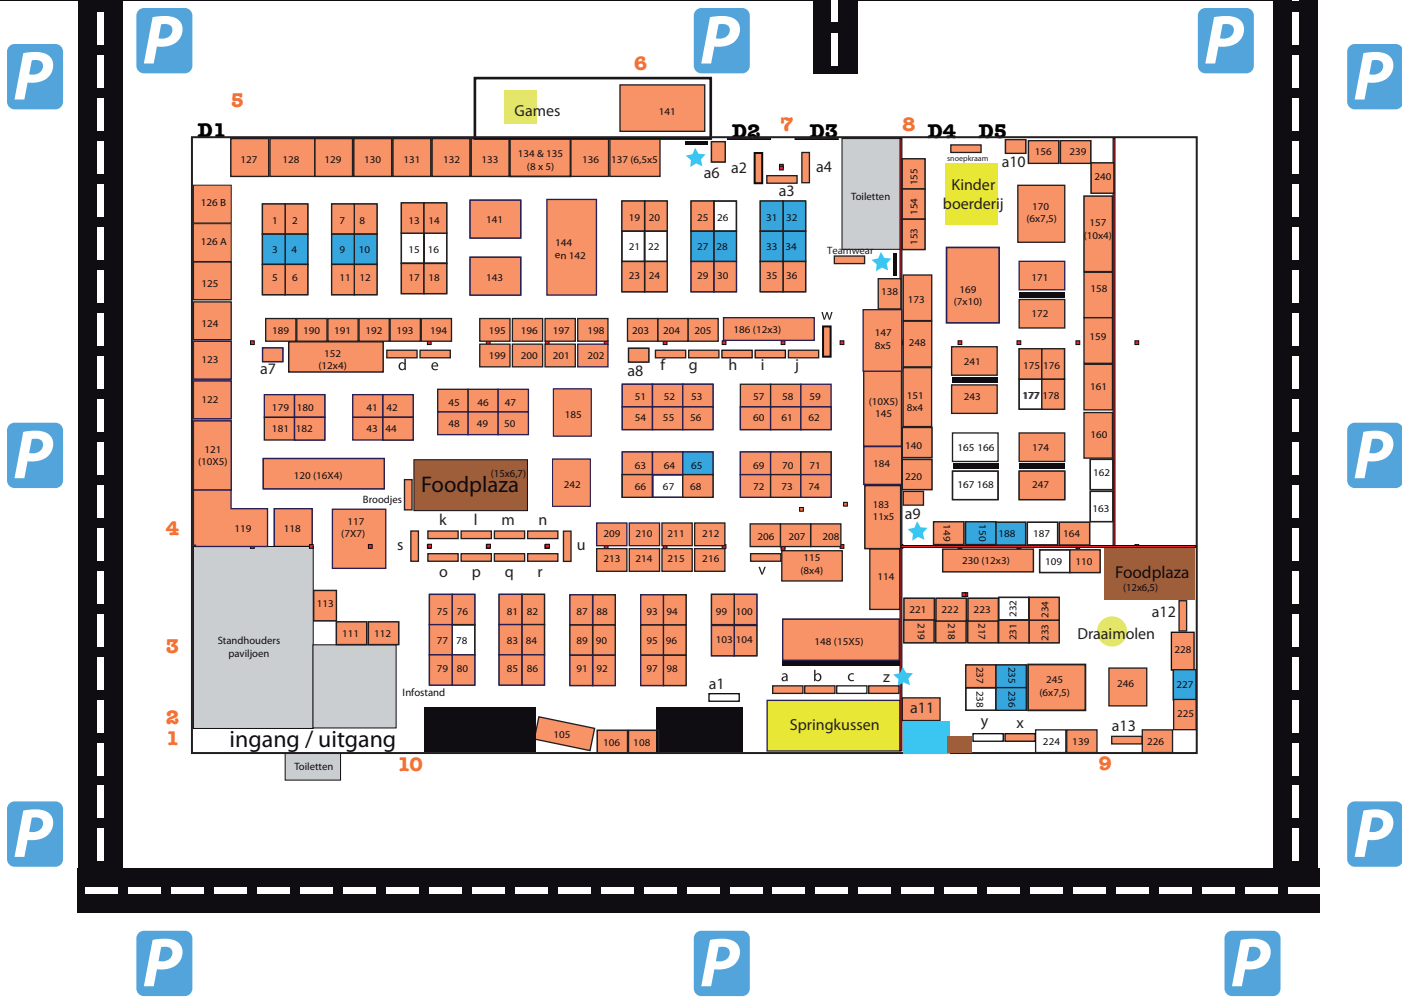 P
P
P
P
P
6
5
Games
141
D1
D2
7
D3
8
D4
D5
127
128
129
130
131
132
133
134 & 135
(8 x 5)
136
137 (6,5x5
a6
a2
a3
a4
Toiletten
155
154
153
snoepkraam
a10
156
239
240
Kinder
boerderij
170
(6x7,5)
157
(10x4)
126 B
126 A
125
124
123
122
121
(10X5)
1 2
3 4
5 6
7 8
9 10
11 12
13 14
15 16
17 18
141
143
144
en 142
19 20
21 22
23 24
25 26
27 28
29 30
31 32
33 34
35 36
Teamwear
138
173
169
(7x10)
171
172
158
159
189 190 191 192 193 194
152
(12x4)
a7
d
e
195 196 197 198
199 200 201 202
203 204 205
186 (12x3)
w
a8
f
g
h
i
j
147
8x5
248
241
243
175 176
177 178
161
179 180
181 182
41 42
43 44
45 46 47
48 49 50
185
51 52 53
54 55 56
57 58 59
60 61 62
(10X5)
145
151
8x4
140
165 166
167 168
174
247
160
162
163
P
P
120 (16X4)
Broodjes
Foodplaza
(15x6,7)
242
63 64 65
66 67 68
69 70 71
72 73 74
184
220
183
11x5
a9
4
119
118
117
(7X7)
s
k
l
m
n
u
o
p
q
r
209 210 211 212
213 214 215 216
206 207 208
v
115
(8x4)
114
149
150
188
187
164
230 (12x3)
109
110
Foodplaza
(12x6,5)
113
111
112
3
Standhouders
paviljoen
75 76
77 78
79 80
81 82
83 84
85 86
87 88
89 90
91 92
93 94
95 96
97 98
99 100
103 104
148 (15X5)
221
222
223
232
234
219
218
217
231
233
a12
Draaimolen
228
227
225
Infostand
a1
a
b
c
z
237
235
238
236
245
(6x7,5)
246
a11
2
1
ingang / uitgang
105
106
108
Springkussen
y
x
224
139
a13
226
Toiletten
10
9
P
P
P
P
P